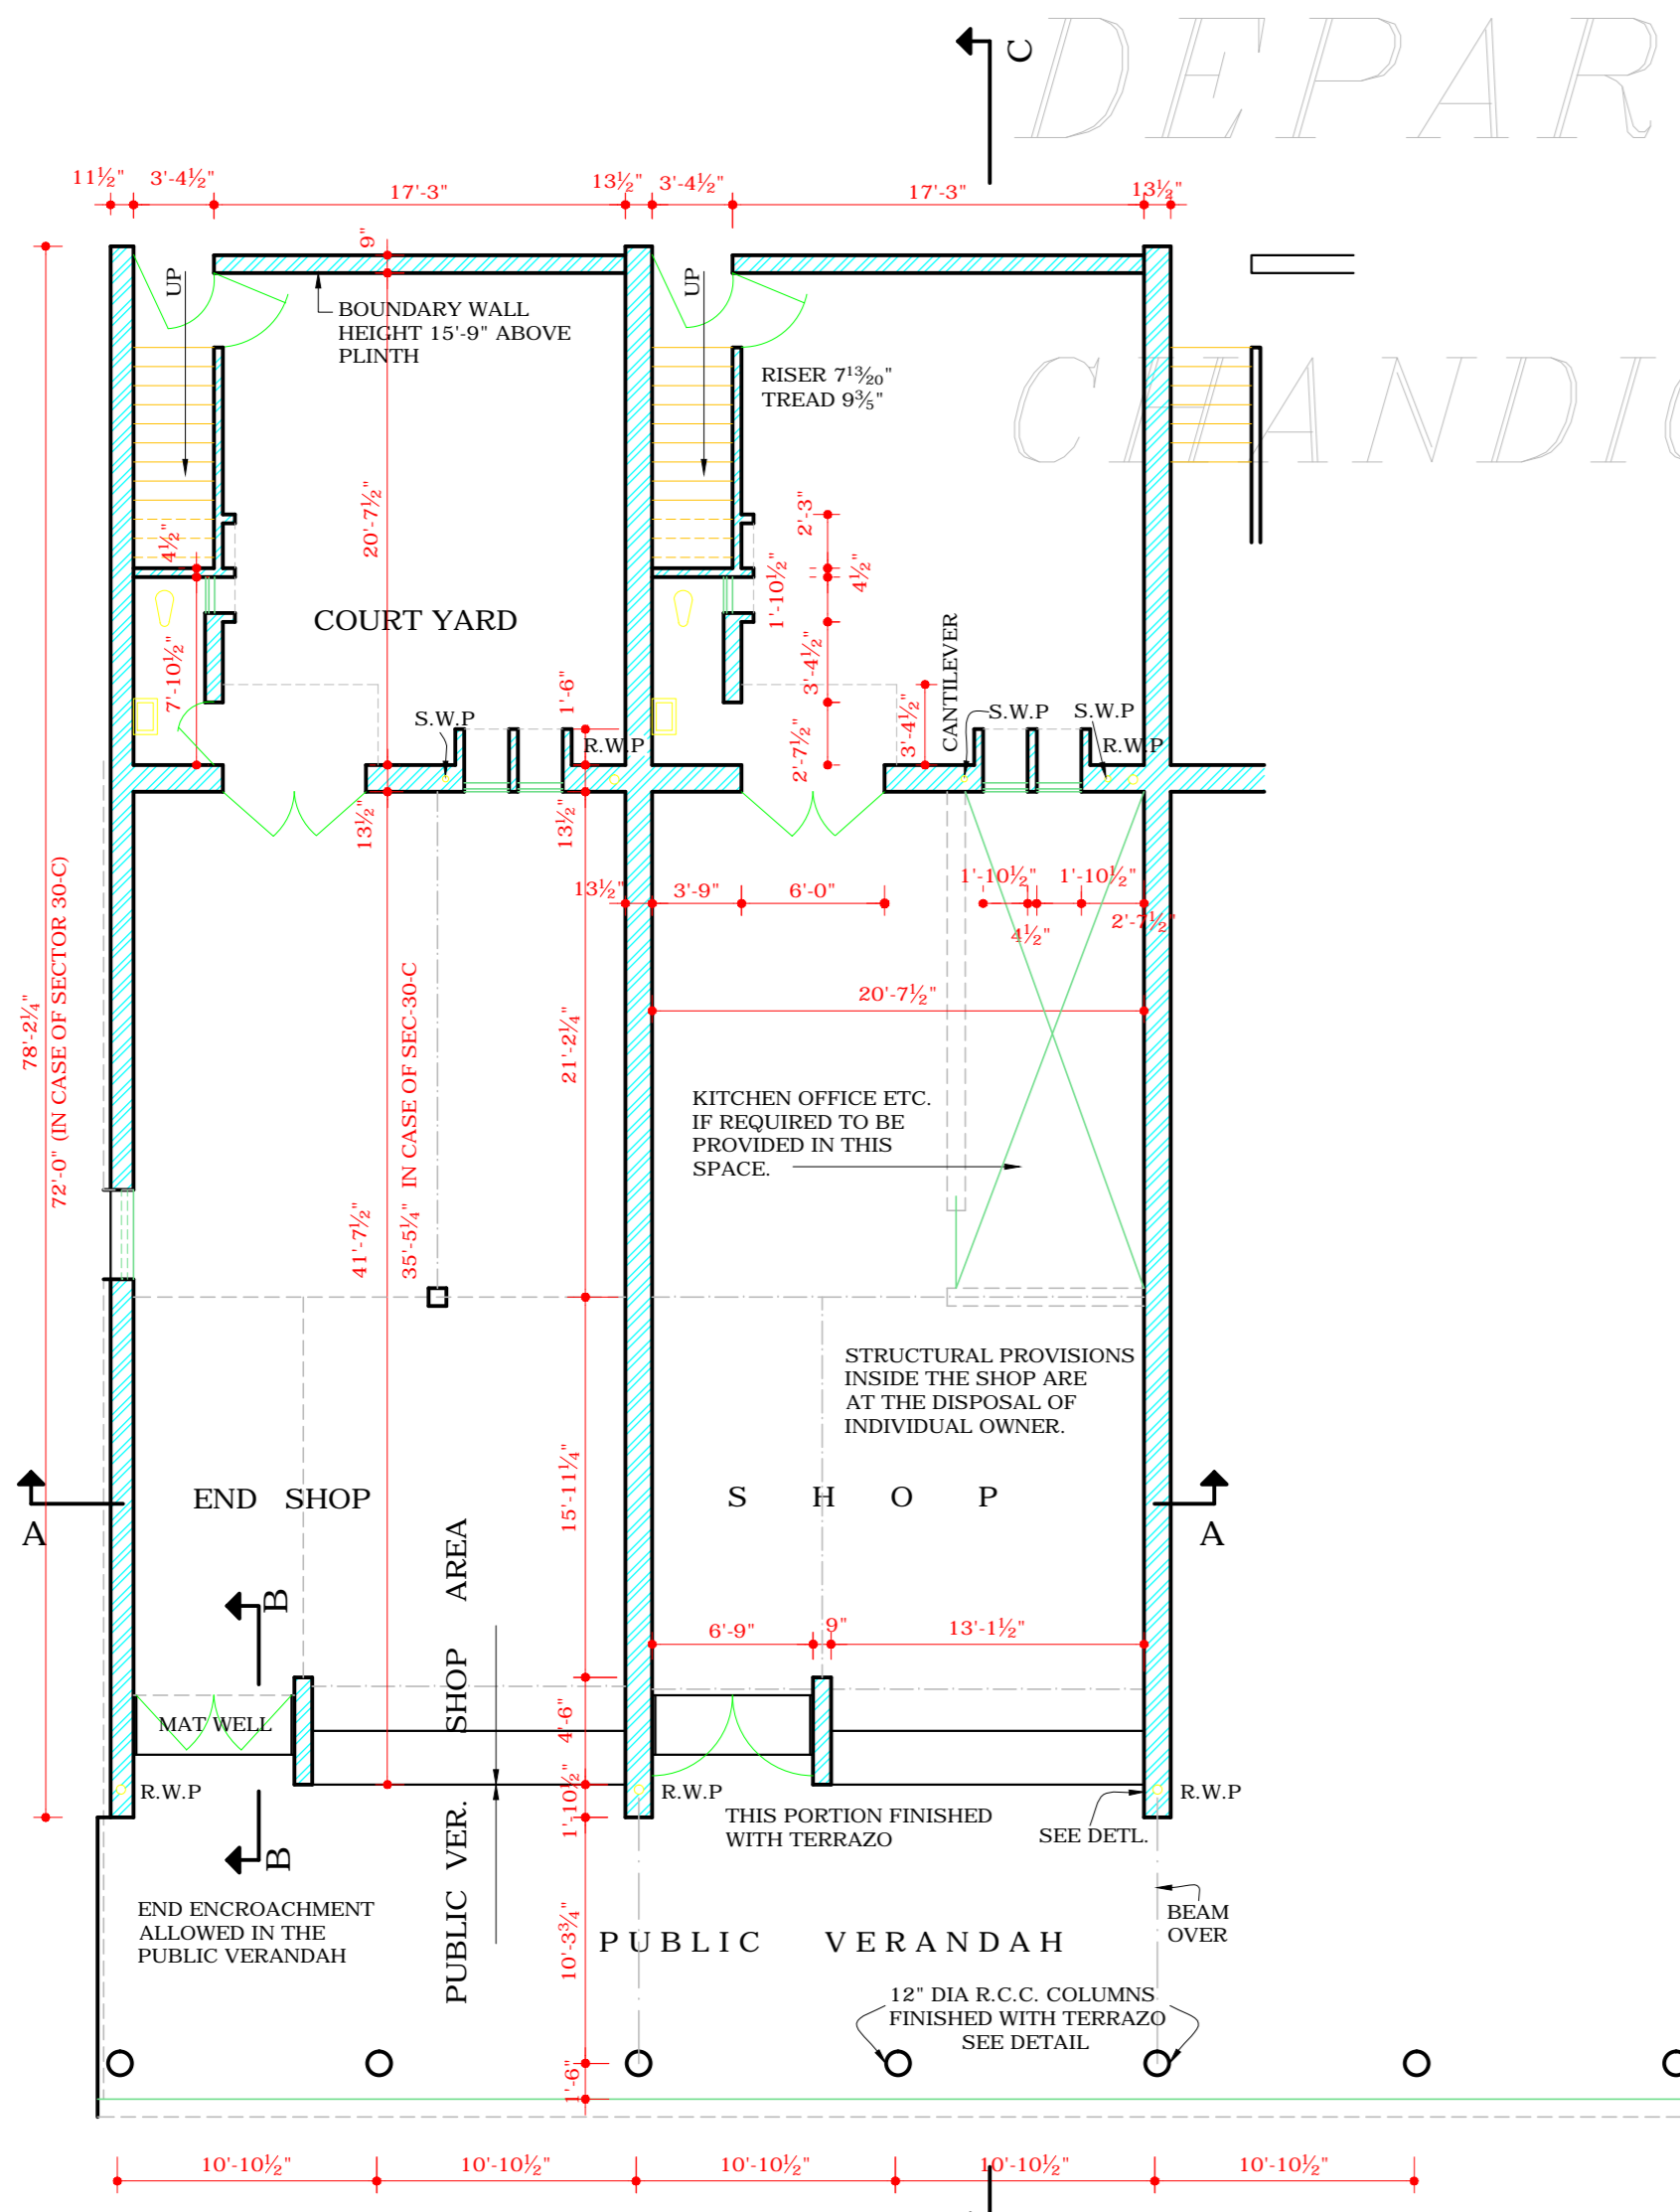 DEPAR
C
11½" 3'-4½" 17'-3" 13½" 3'-4½" 17'-3" 13½"
9"
UP
UP
BOUNDARY WALL
HEIGHT 15'-9" ABOVE
PLINTH
CHANDIG
RISER 7¹³⁄₂₀"
TREAD 9⅗"
20'-7½"
4½"
2'-3"
1'-10½"
4½"
COURT YARD
7'-10½"
3'-4½"
CANTILEVER
1'-6"
S.W.P
R.W.P
2'-7½"
3'-4½"
S.W.P
S.W.P
R.W.P
13½"
13½"
13½" 3'-9" 6'-0" 1'-10½" 1'-10½"
4½" 2'-7½"
78'-2¼"
72'-0" (IN CASE OF SECTOR 30-C)
20'-7½"
21'-2¼"
41'-7½"
35'-5¼" IN CASE OF SEC-30-C
KITCHEN OFFICE ETC.
IF REQUIRED TO BE
PROVIDED IN THIS
SPACE.
STRUCTURAL PROVISIONS
INSIDE THE SHOP ARE
AT THE DISPOSAL OF
INDIVIDUAL OWNER.
15'-11¼"
END SHOP
SHOP
A
A
B
SHOP AREA
6'-9" 9" 13'-1½"
MAT WELL
4'-6"
R.W.P
R.W.P
R.W.P
1'-10½"
THIS PORTION FINISHED
WITH TERRAZO
SEE DETL.
B
PUBLIC VER.
END ENCROACHMENT
ALLOWED IN THE
PUBLIC VERANDAH
10'-3¾"
PUBLIC VERANDAH
BEAM
OVER
12" DIA R.C.C. COLUMNS
FINISHED WITH TERRAZO
SEE DETAIL
1'-6"
10'-10½" 10'-10½" 10'-10½" 10'-10½" 10'-10½"